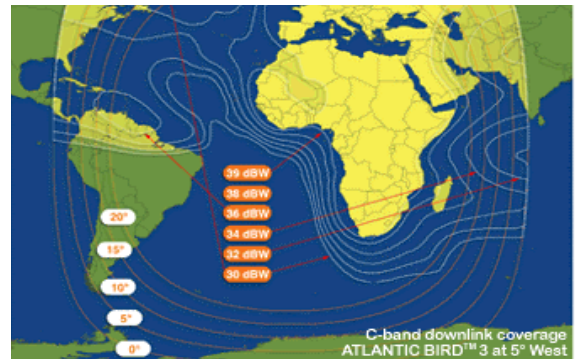 39 dBW
38 dBW
36 dBW
34 dBW
32 dBW
30 dBW
20°
15°
10°
5°
0°
C-band downlink coverage
ATLANTIC BIRD™ 3 at 5° West